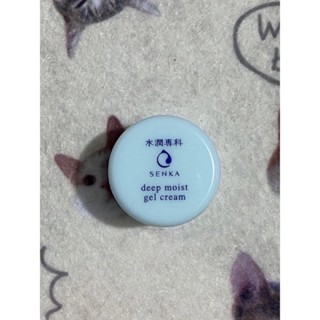 水潤専科
SENKA
deep moist
gel cream